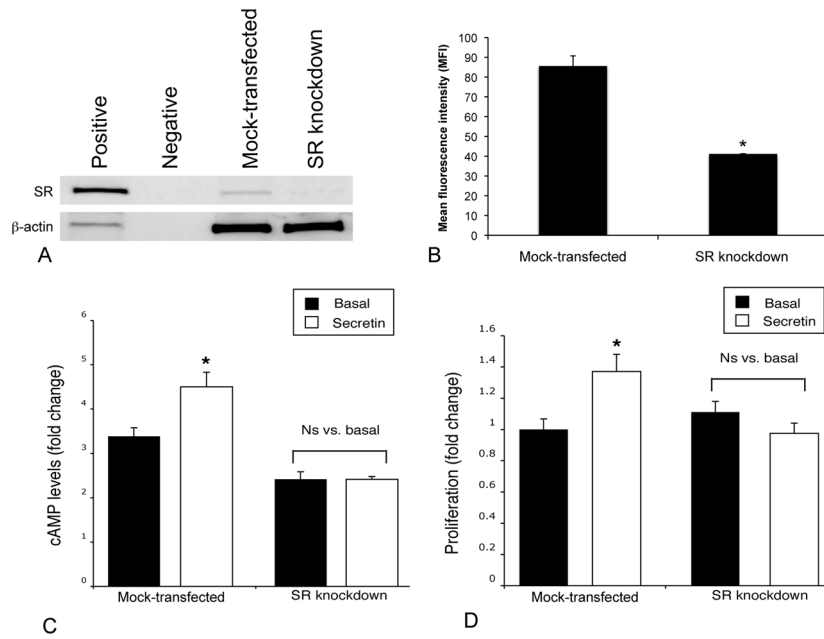 Positive
Negative
Mock-transfected
SR knockdown
SR
β-actin
A
Mean fluorescence intensity (MFI)
100
90
80
70
60
50
40
30
20
10
0
*
Mock-transfected
SR knockdown
B
Basal
Secretin
cAMP levels (fold change)
6
5
4
3
2
1
0
*
Ns vs. basal
Mock-transfected
SR knockdown
C
Basal
Secretin
Proliferation (fold change)
1.6
1.4
1.2
1
0.8
0.6
0.4
0.2
0
*
Ns vs. basal
Mock-transfected
SR knockdown
D